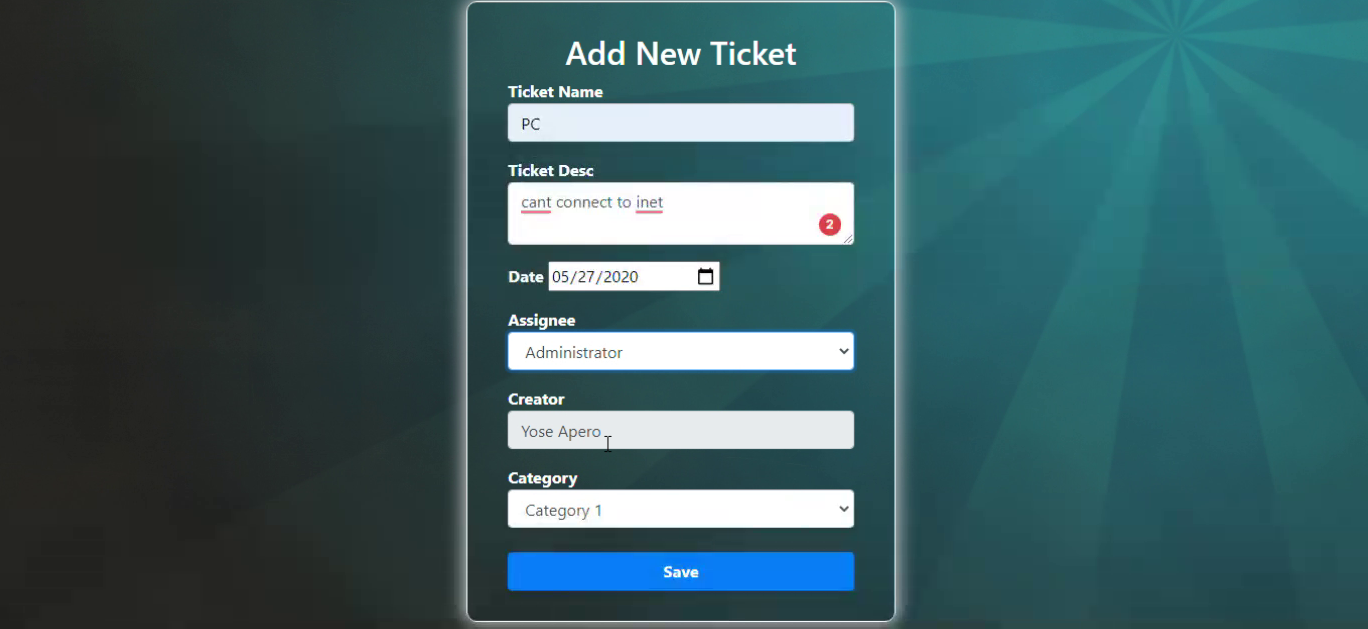 Add New Ticket
Ticket Name
PC
Ticket Desc
cant connect to inet
2
Date 05/27/2020
Assignee
Administrator
Creator
Yose Apero
Category
Category 1
Save